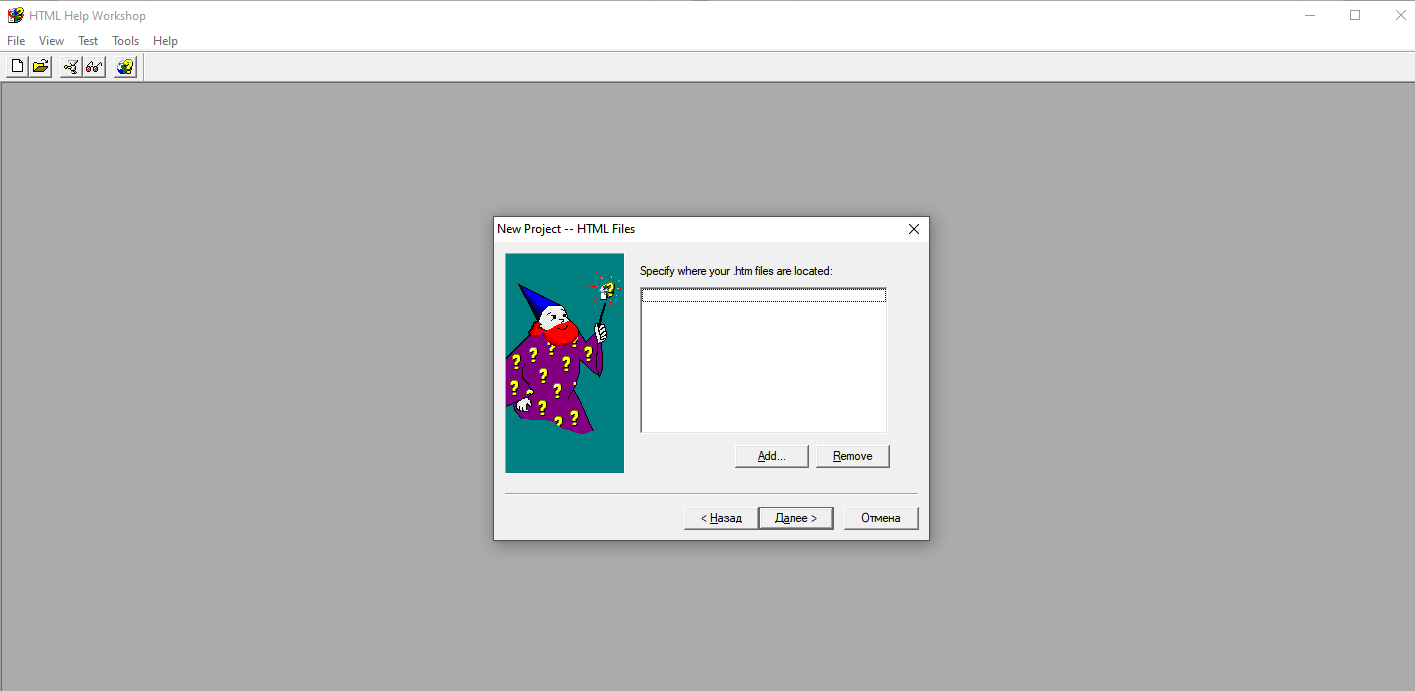 HTML Help Workshop
File View Test Tools Help
New Project -- HTML Files
Specify where your .htm files are located:
Add... Remove
< Назад Далее > Отмена